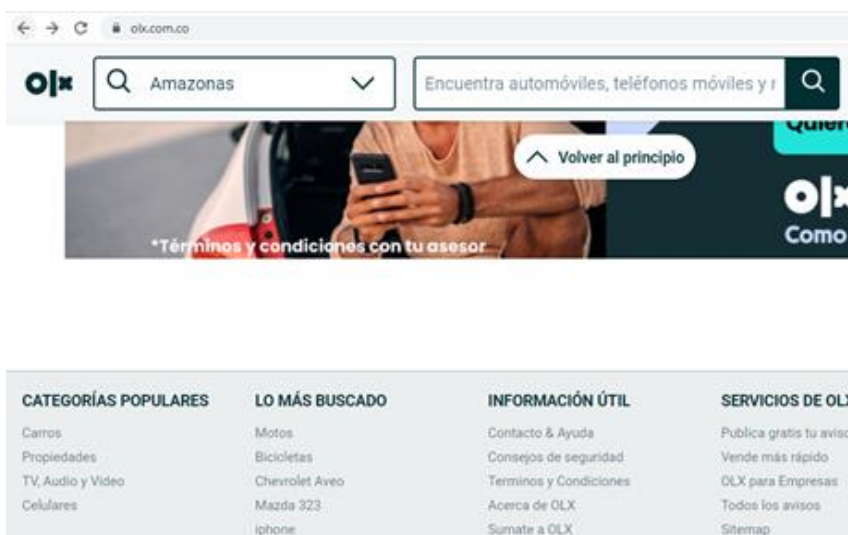 olx.com.co
olx
Amazonas
Encuentra automóviles, teléfonos móviles y
Quiero
Volver al principio
olx
*Términos y condiciones con tu asesor
Como
CATEGORÍAS POPULARES
Carros
Propiedades
TV, Audio y Video
Celulares
LO MÁS BUSCADO
Motos
Bicicletas
Chevrolet Aveo
Mazda 323
iphone
INFORMACIÓN ÚTIL
Contacto & Ayuda
Consejos de seguridad
Terminos y Condiciones
Acerca de OLX
Sumate a OLX
SERVICIOS DE OLX
Publica gratis tu aviso
Vende más rápido
OLX para Empresas
Todos los avisos
Sitemap